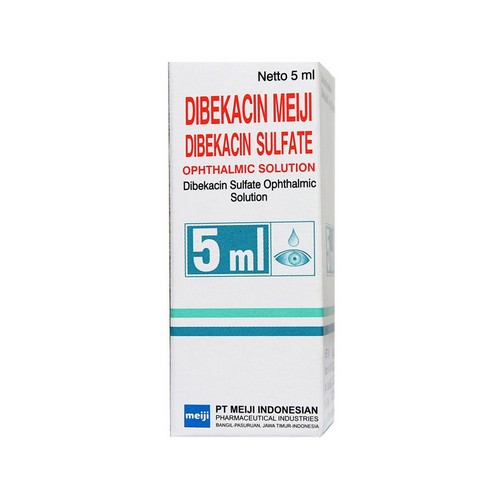 Netto 5 ml
DIBEKACIN MEIJI
DIBEKACIN SULFATE
OPHTHALMIC SOLUTION
Dibekacin Sulfate Ophthalmic
Solution
5 ml
meiji
PT MEIJI INDONESIAN
PHARMACEUTICAL INDUSTRIES
BANGIL-PASURUAN, JAWA TIMUR-INDONESIA